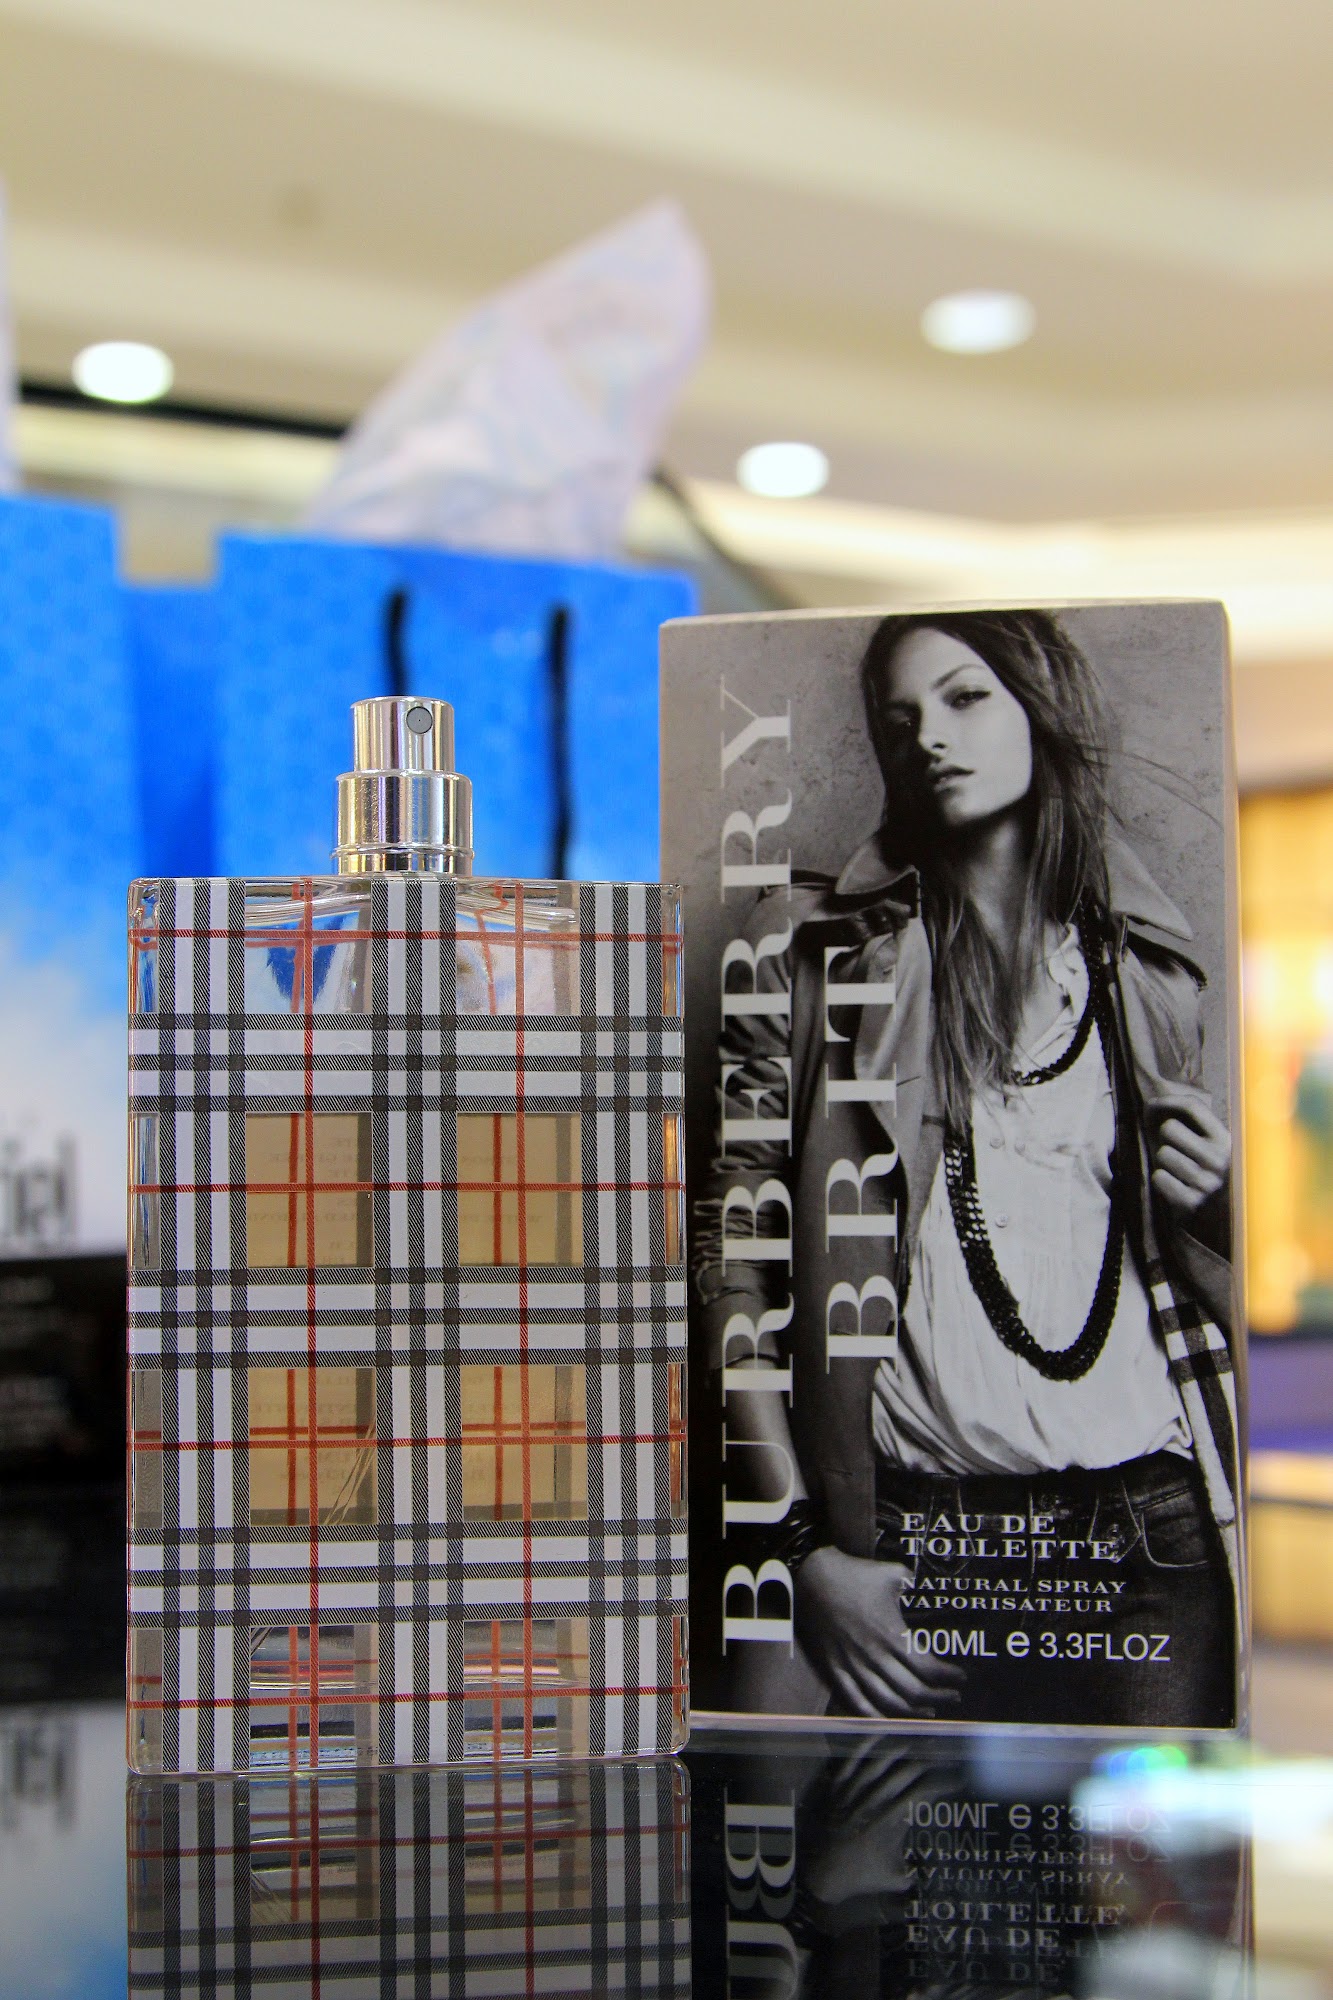 BURBERRY
BRIT
EAU DE
TOILETTE
NATURAL SPRAY
VAPORISATEUR
100ML e 3.3FLOZ